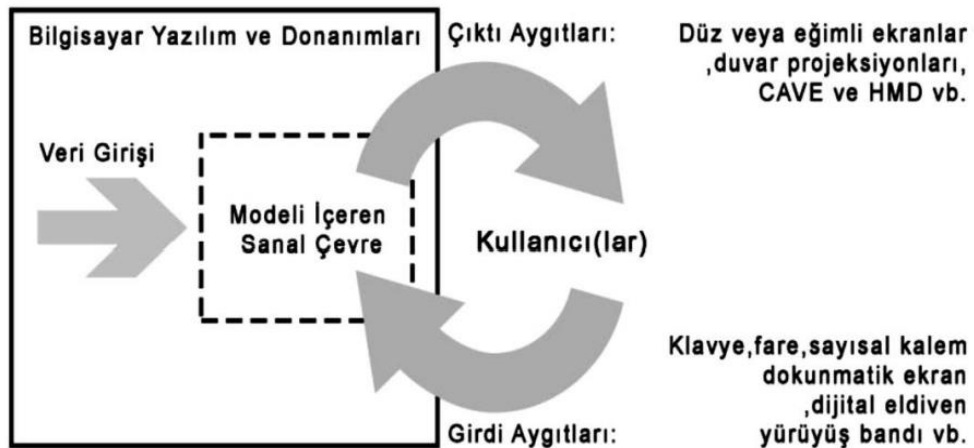 Bilgisayar Yazılım ve Donanımları
Veri Girişi
Modeli İçeren
Sanal Çevre
Çıktı Aygıtları:
Düz veya eğimli ekranlar
,duvar projeksiyonları,
CAVE ve HMD vb.
Kullanıcı(lar)
Klavye,fare,sayısal kalem
dokunmatik ekran
,dijital eldiven
yürüyüş bandı vb.
Girdi Aygıtları: